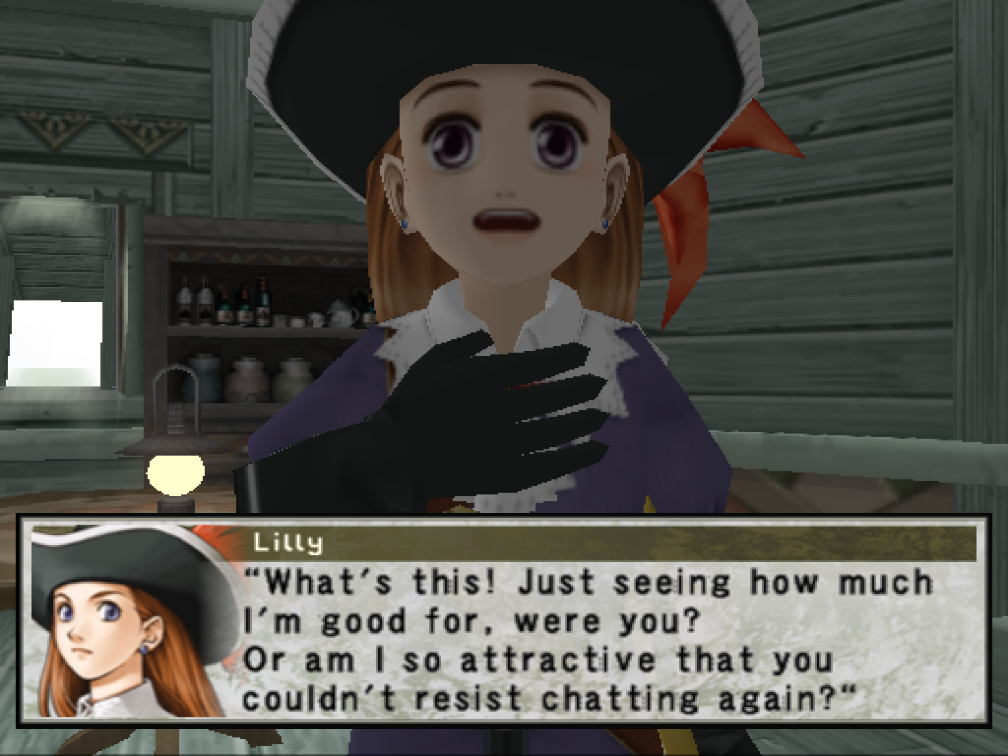 Lilly
“What's this! Just seeing how much
I'm good for, were you?
Or am I so attractive that you
couldn't resist chatting again?“